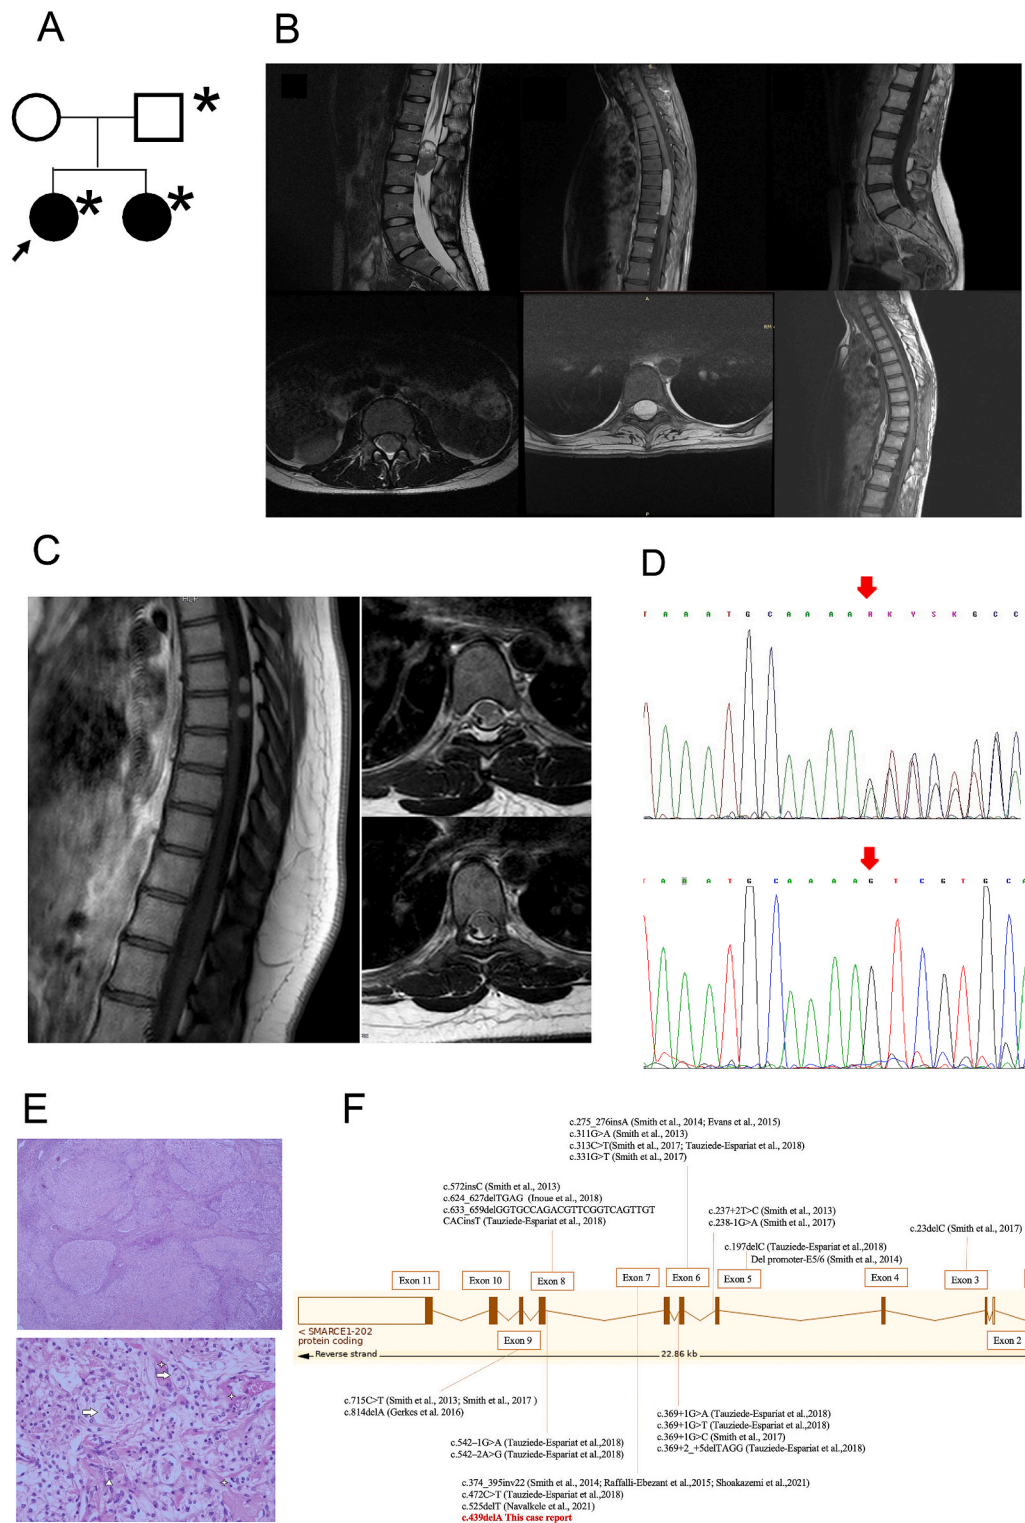 A
B
*
*
*
A
P
C
D
T A A A T G C A A A A R K Y S K G C C
T A A A T G C A A A A G T C G T G C A
E
F
c.275_276insA (Smith et al., 2014; Evans et al., 2015)
c.311G>A (Smith et al., 2013)
c.313C>T(Smith et al., 2017; Tauziede-Espariat et al., 2018)
c.331G>T (Smith et al., 2017)
c.572insC (Smith et al., 2013)
c.624_627delTGAG (Inoue et al., 2018)
c.633_659delGGTGCCAGACGTTCGGTCAGTTGT
CACinsT (Tauziede-Espariat et al., 2018)
c.237+2T>C (Smith et al., 2013)
c.238-1G>A (Smith et al., 2017)
c.23delC (Smith et al., 2017)
c.197delC (Tauziede-Espariat et al.,2018)
Del promoter-E5/6 (Smith et al., 2014)
Exon 11
Exon 10
Exon 8
Exon 7
Exon 6
Exon 5
Exon 4
Exon 3
< SMARCE1-202
protein coding
Exon 9
Exon 2
Reverse strand
22.86 kb
c.715C>T (Smith et al., 2013; Smith et al., 2017 )
c.814delA (Gerkes et al. 2016)
c.369+1G>A (Tauziede-Espariat et al., 2018)
c.369+1G>T (Tauziede-Espariat et al., 2018)
c.369+1G>C (Smith et al., 2017)
c.369+2_+5delTAGG (Tauziede-Espariat et al., 2018)
c.542–1G>A (Tauziede-Espariat et al.,2018)
c.542–2A>G (Tauziede-Espariat et al.,2018)
c.374_395inv22 (Smith et al., 2014; Raffalli-Ebezant et al.,2015; Shoakazemi et al.,2021)
c.472C>T (Tauziede-Espariat et al., 2018)
c.525delT (Navalkele et al., 2021)
c.439delA This case report